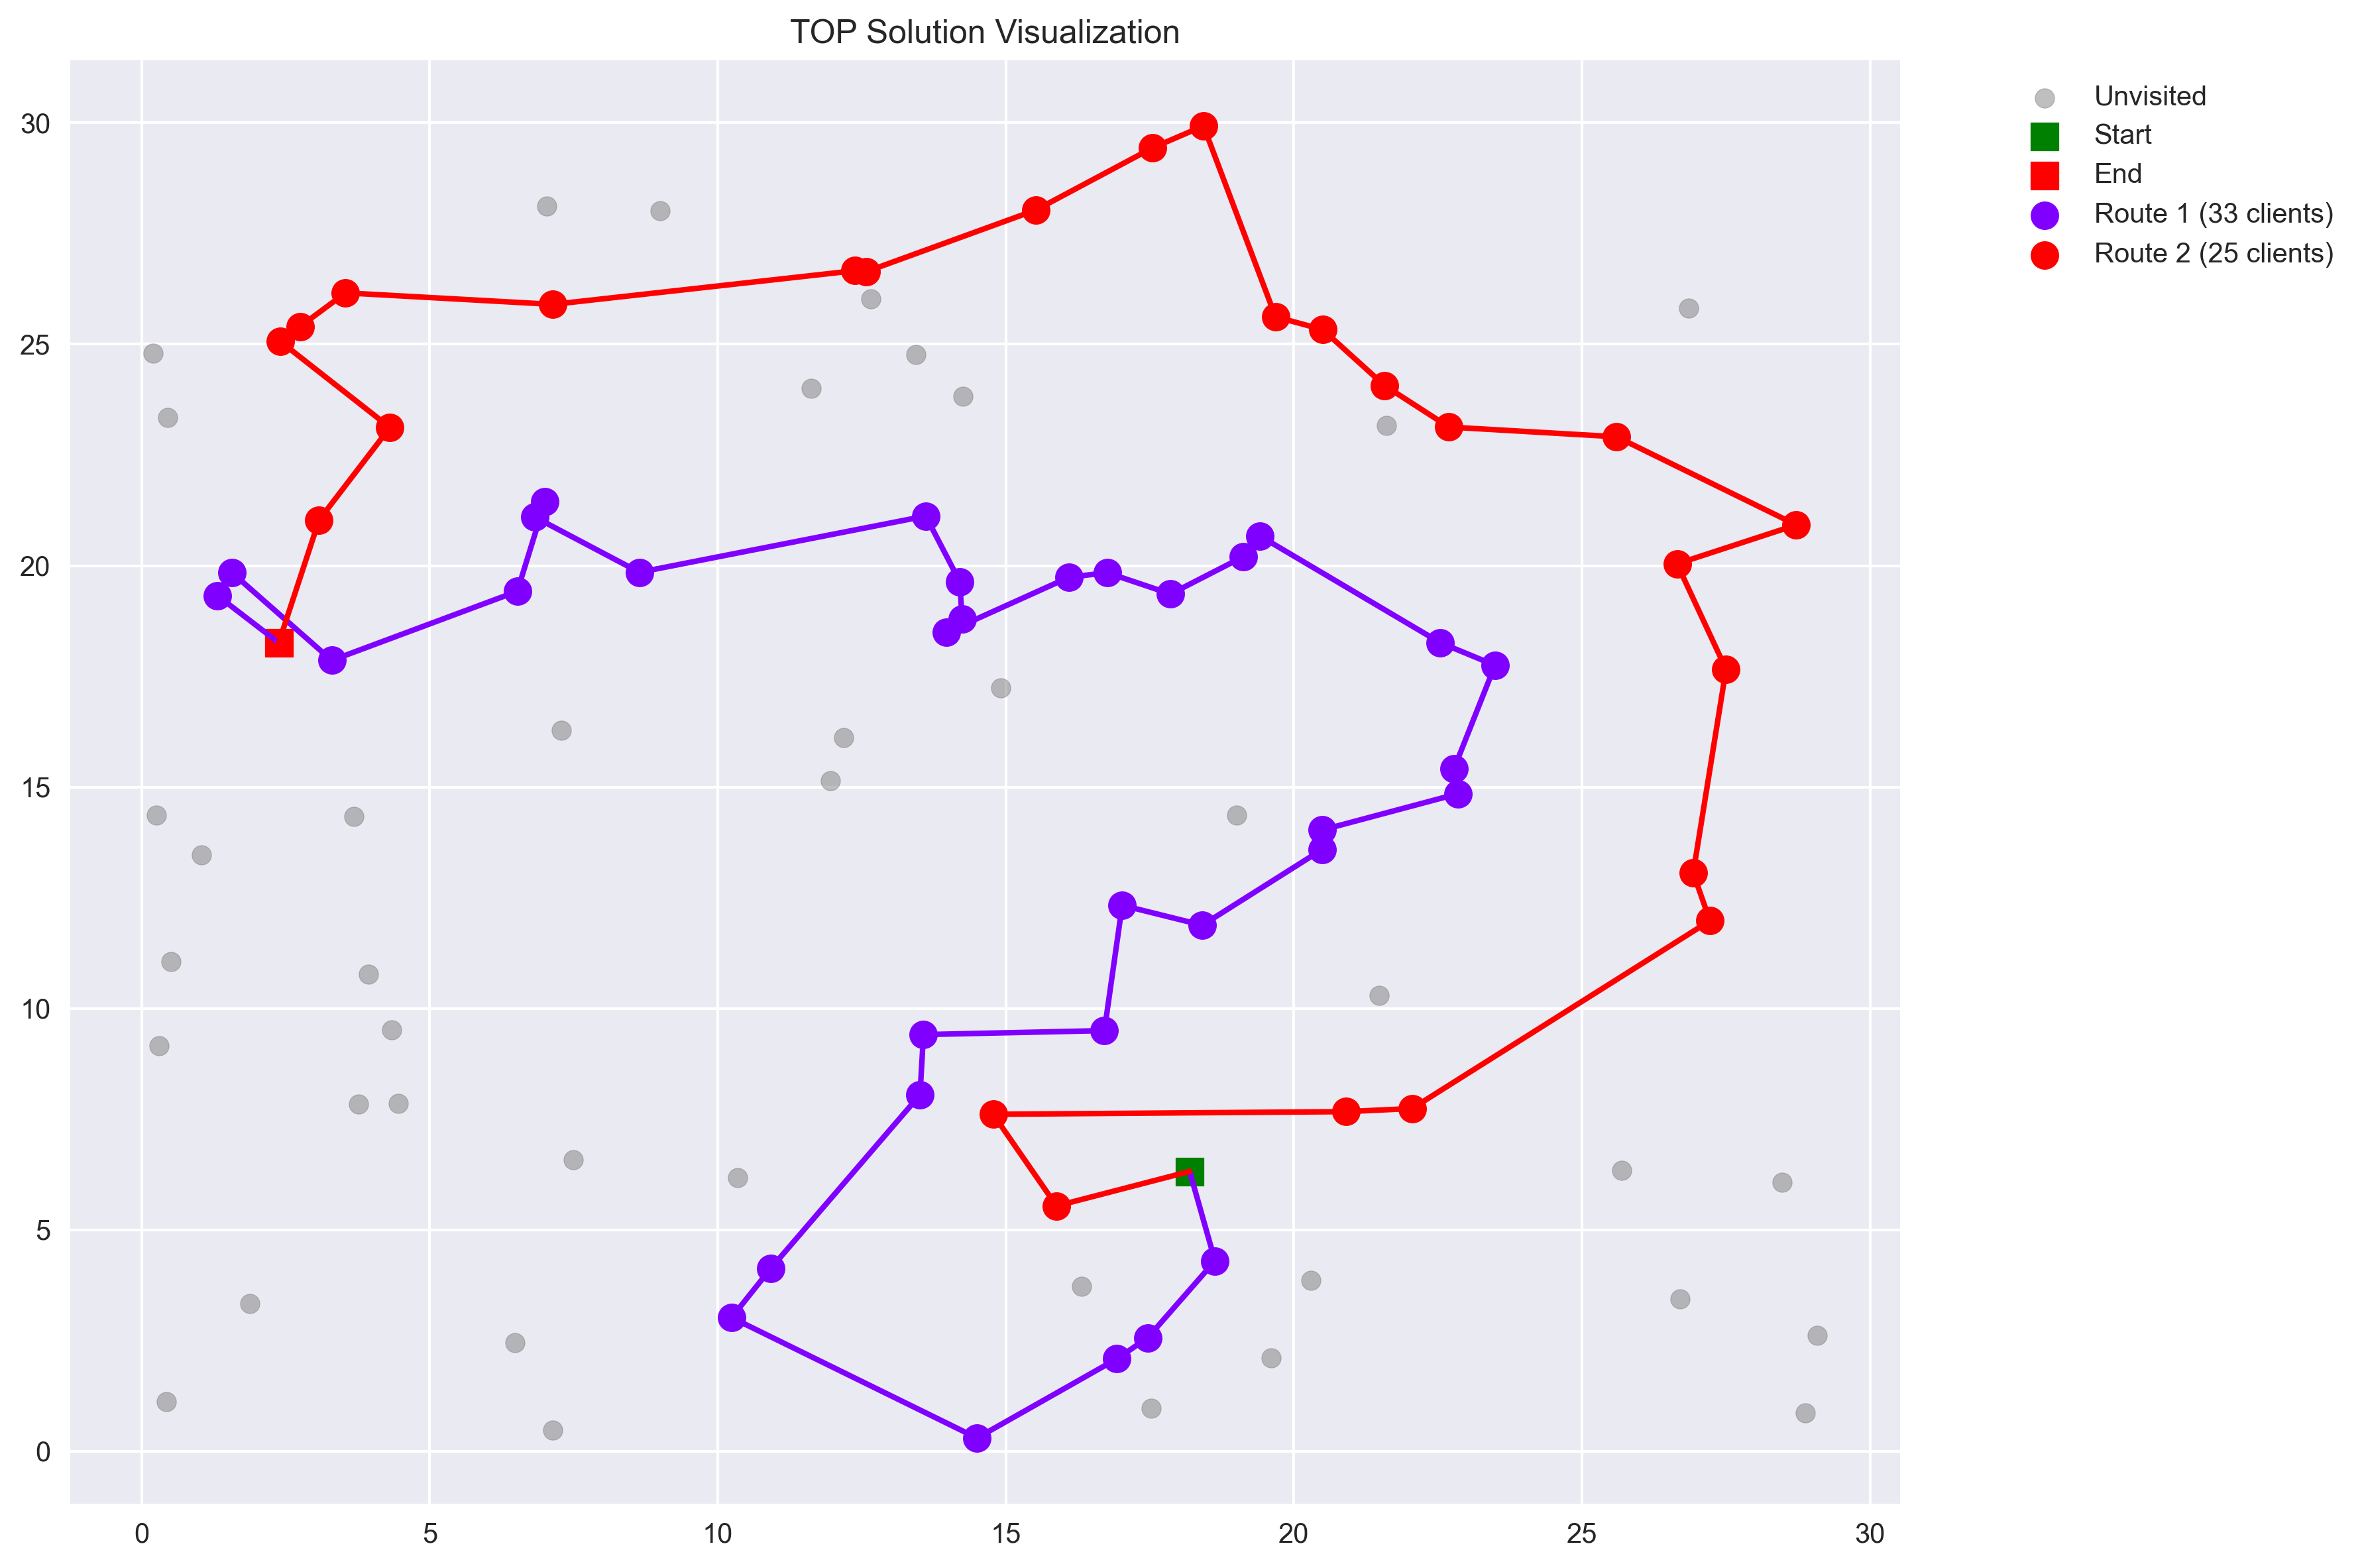 TOP Solution Visualization
Unvisited
Start
End
Route 1 (33 clients)
Route 2 (25 clients)
30
25
20
15
10
5
0
0 5 10 15 20 25 30